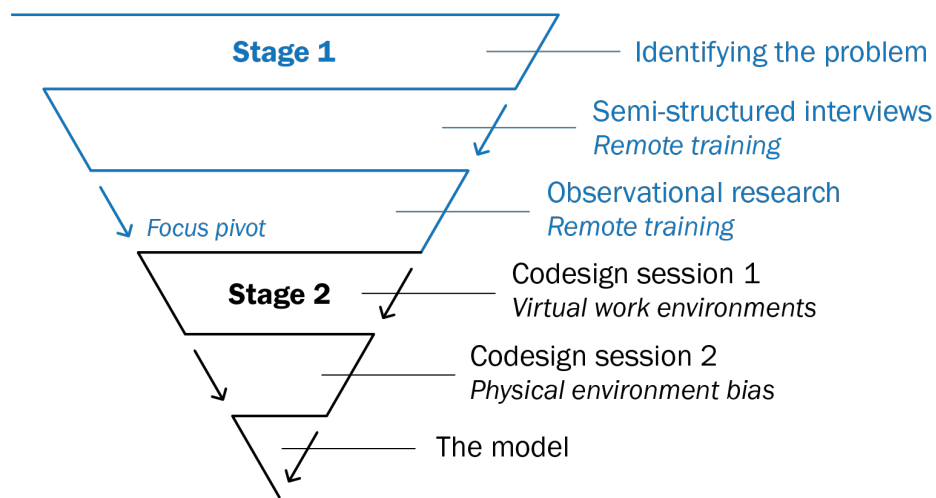 Stage 1
Identifying the problem
Semi-structured interviews
Remote training
Observational research
Remote training
Focus pivot
Stage 2
Codesign session 1
Virtual work environments
Codesign session 2
Physical environment bias
The model